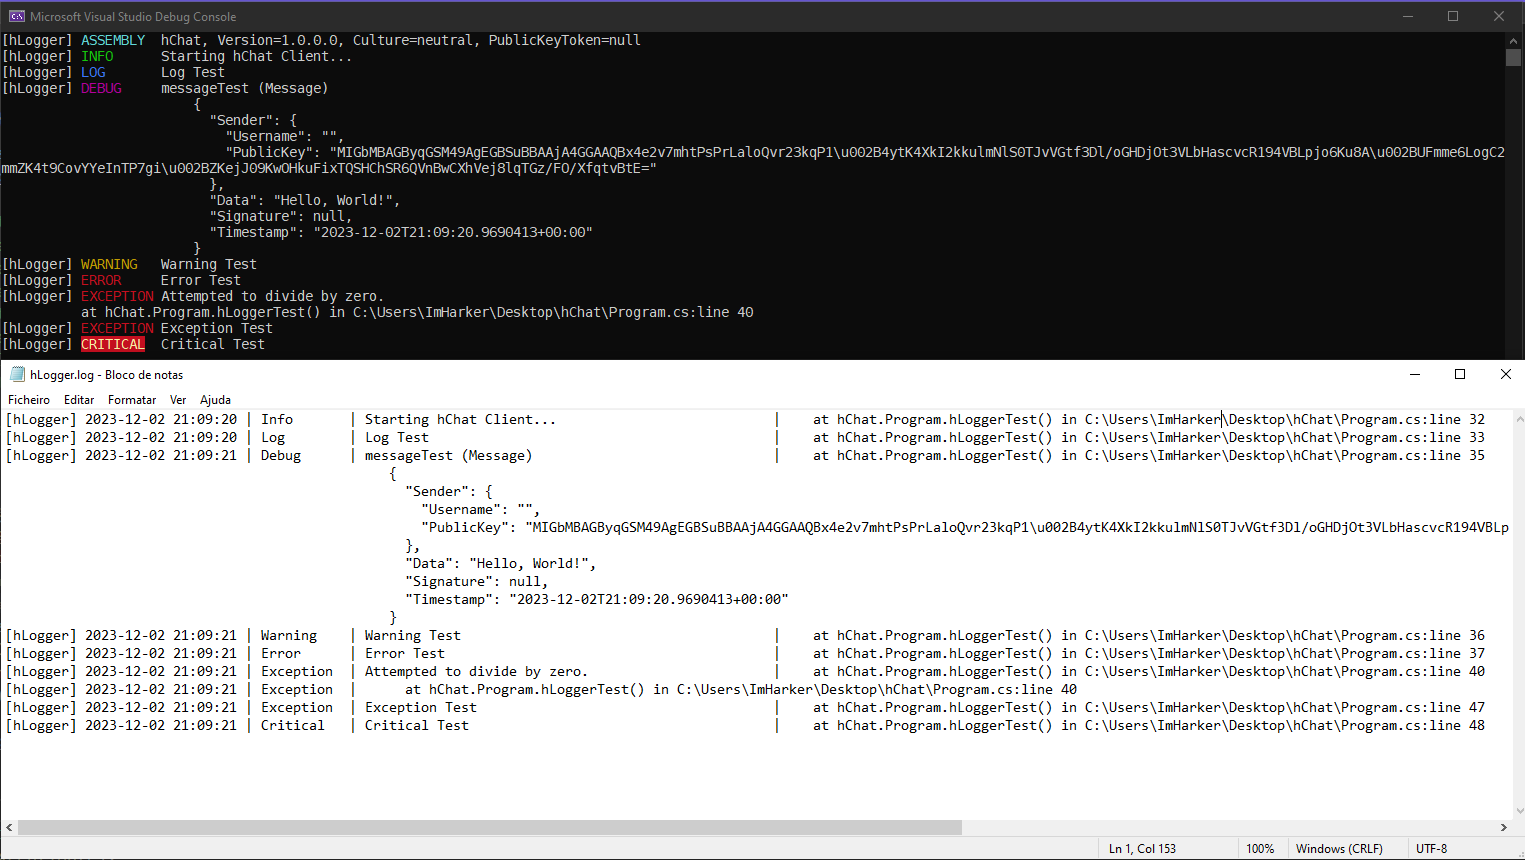 Microsoft Visual Studio Debug Console
[hLogger] ASSEMBLY  hChat, Version=1.0.0.0, Culture=neutral, PublicKeyToken=null
[hLogger] INFO      Starting hChat Client...
[hLogger] LOG       Log Test
[hLogger] DEBUG     messageTest (Message)
{
"Sender": {
"Username": "",
"PublicKey": "MIGbMBAGByqGSM49AgEGBSuBBAAjA4GGAAQBx4e2v7mhtPsPrLaloQvr23kqP1\u002B4ytK4XkI2kkulmNlS0TJvVGtf3Dl/oGHDjOt3VLbHascvcR194VBLpjo6Ku8A\u002BUFmme6LogC2
mmZK4t9CovYYeInTP7gi\u002BZKejJ09KwOHkuFixTQSHChSR6QVnBwCXhVej8lqTGz/FO/XfqtvBtE="
},
"Data": "Hello, World!",
"Signature": null,
"Timestamp": "2023-12-02T21:09:20.9690413+00:00"
}
[hLogger] WARNING   Warning Test
[hLogger] ERROR     Error Test
[hLogger] EXCEPTION Attempted to divide by zero.
at hChat.Program.hLoggerTest() in C:\Users\ImHarker\Desktop\hChat\Program.cs:line 40
[hLogger] EXCEPTION Exception Test
[hLogger] CRITICAL  Critical Test
hLogger.log - Bloco de notas
Ficheiro Editar Formatar Ver Ajuda
[hLogger] 2023-12-02 21:09:20 | Info      | Starting hChat Client... | at hChat.Program.hLoggerTest() in C:\Users\ImHarker\Desktop\hChat\Program.cs:line 32
[hLogger] 2023-12-02 21:09:20 | Log       | Log Test | at hChat.Program.hLoggerTest() in C:\Users\ImHarker\Desktop\hChat\Program.cs:line 33
[hLogger] 2023-12-02 21:09:21 | Debug     | messageTest (Message) | at hChat.Program.hLoggerTest() in C:\Users\ImHarker\Desktop\hChat\Program.cs:line 35
{
"Sender": {
"Username": "",
"PublicKey": "MIGbMBAGByqGSM49AgEGBSuBBAAjA4GGAAQBx4e2v7mhtPsPrLaloQvr23kqP1\u002B4ytK4XkI2kkulmNlS0TJvVGtf3Dl/oGHDjOt3VLbHascvcR194VBLp
},
"Data": "Hello, World!",
"Signature": null,
"Timestamp": "2023-12-02T21:09:20.9690413+00:00"
}
[hLogger] 2023-12-02 21:09:21 | Warning   | Warning Test | at hChat.Program.hLoggerTest() in C:\Users\ImHarker\Desktop\hChat\Program.cs:line 36
[hLogger] 2023-12-02 21:09:21 | Error     | Error Test | at hChat.Program.hLoggerTest() in C:\Users\ImHarker\Desktop\hChat\Program.cs:line 37
[hLogger] 2023-12-02 21:09:21 | Exception | Attempted to divide by zero. | at hChat.Program.hLoggerTest() in C:\Users\ImHarker\Desktop\hChat\Program.cs:line 40
[hLogger] 2023-12-02 21:09:21 | Exception | at hChat.Program.hLoggerTest() in C:\Users\ImHarker\Desktop\hChat\Program.cs:line 40
[hLogger] 2023-12-02 21:09:21 | Exception | Exception Test | at hChat.Program.hLoggerTest() in C:\Users\ImHarker\Desktop\hChat\Program.cs:line 47
[hLogger] 2023-12-02 21:09:21 | Critical  | Critical Test | at hChat.Program.hLoggerTest() in C:\Users\ImHarker\Desktop\hChat\Program.cs:line 48
Ln 1, Col 153 100% Windows (CRLF) UTF-8